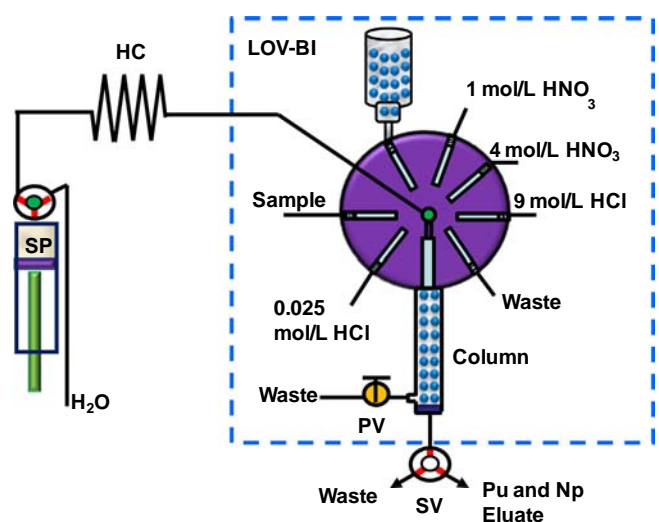 HC
LOV-BI
1 mol/L HNO3
4 mol/L HNO3
Sample
9 mol/L HCl
SP
0.025
mol/L HCl
Waste
Column
H2O
Waste
PV
Waste
SV
Pu and Np
Eluate